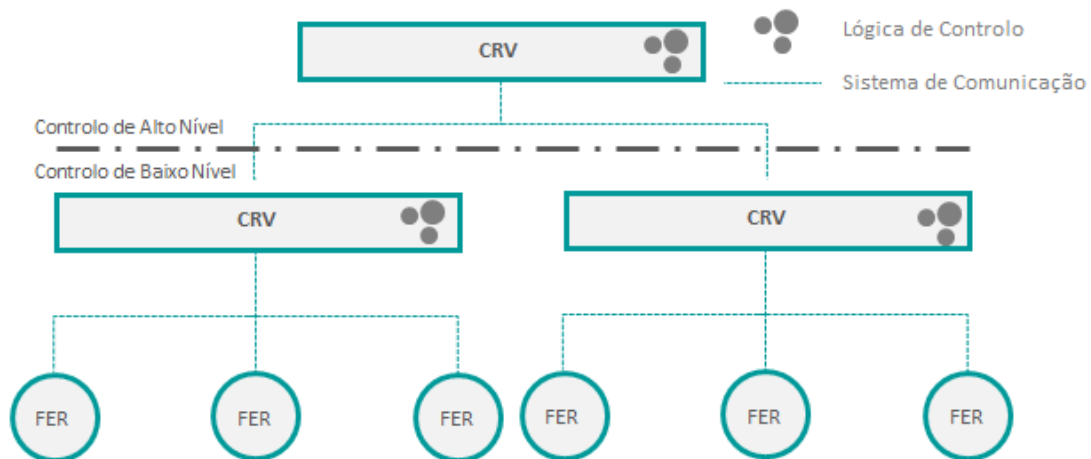 CRV
Lógica de Controlo
Sistema de Comunicação
Controlo de Alto Nível
Controlo de Baixo Nível
CRV
CRV
FER
FER
FER
FER
FER
FER